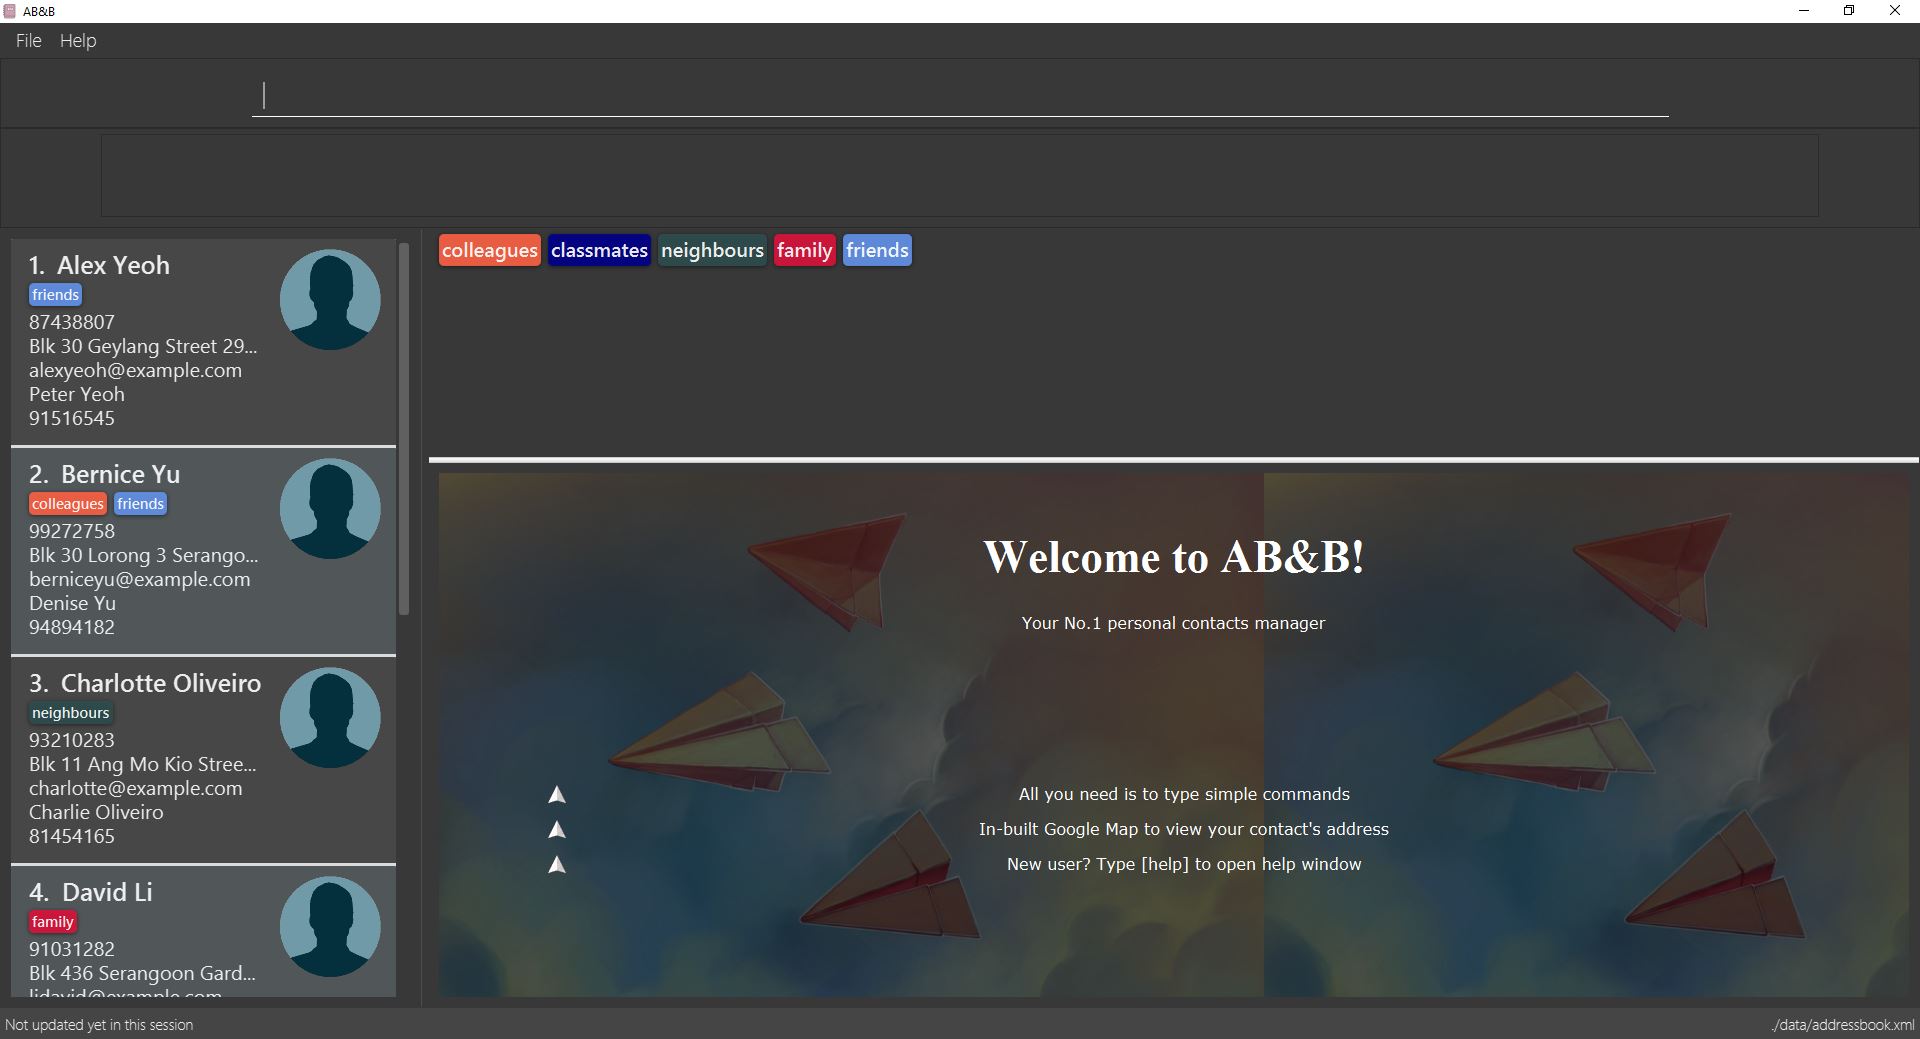 AB&B
File Help
colleagues classmates neighbours family friends
1. Alex Yeoh
friends
87438807
Blk 30 Geylang Street 29...
alexyeoh@example.com
Peter Yeoh
91516545
2. Bernice Yu
colleagues friends
99272758
Blk 30 Lorong 3 Serango...
berniceyu@example.com
Denise Yu
94894182
3. Charlotte Oliveiro
neighbours
93210283
Blk 11 Ang Mo Kio Stree...
charlotte@example.com
Charlie Oliveiro
81454165
4. David Li
family
91031282
Blk 436 Serangoon Gard...
lidavid@example.com
Welcome to AB&B!
Your No.1 personal contacts manager
All you need is to type simple commands
In-built Google Map to view your contact's address
New user? Type [help] to open help window
Not updated yet in this session
./data/addressbook.xml